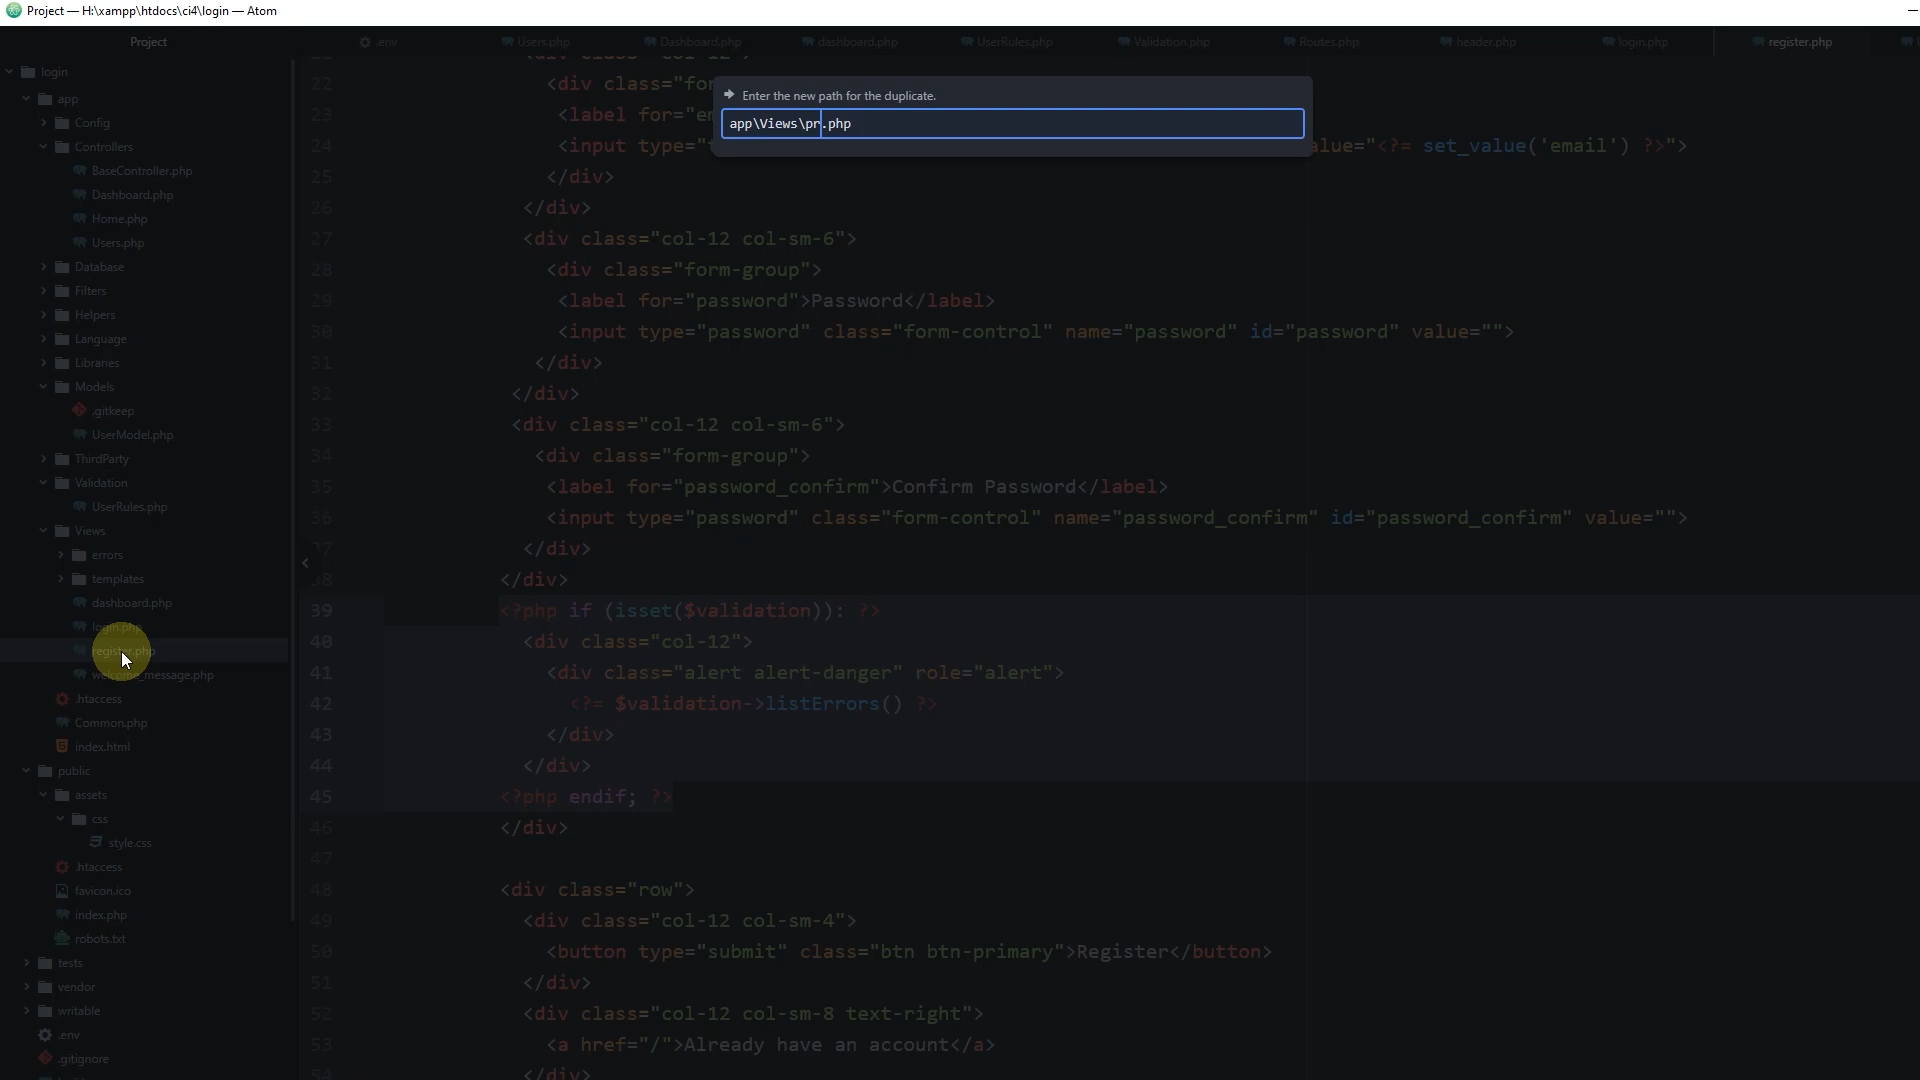 Project — H:\xampp\htdocs\ci4\login — Atom
Project
.env
Users.php
Dashboard.php
dashboard.php
UserRules.php
Validation.php
Routes.php
header.php
login.php
register.php
Enter the new path for the duplicate.
app\Views\pr.php
login
app
Config
Controllers
BaseController.php
Dashboard.php
Home.php
Users.php
Database
Filters
Helpers
Language
Libraries
Models
.gitkeep
UserModel.php
ThirdParty
Validation
UserRules.php
Views
errors
templates
dashboard.php
login.php
register.php
welcome_message.php
.htaccess
Common.php
index.html
public
assets
css
style.css
.htaccess
favicon.ico
index.php
robots.txt
tests
vendor
writable
.env
.gitignore
22 <div class="for
23 <label for="em
24 <input type="t alue="<?= set_value('email') ?>">
25 </div>
26 </div>
27 <div class="col-12 col-sm-6">
28 <div class="form-group">
29 <label for="password">Password</label>
30 <input type="password" class="form-control" name="password" id="password" value="">
31 </div>
32 </div>
33 <div class="col-12 col-sm-6">
34 <div class="form-group">
35 <label for="password_confirm">Confirm Password</label>
36 <input type="password" class="form-control" name="password_confirm" id="password_confirm" value="">
37 </div>
38 </div>
39 <?php if (isset($validation)): ?>
40 <div class="col-12">
41 <div class="alert alert-danger" role="alert">
42 <?= $validation->listErrors() ?>
43 </div>
44 </div>
45 <?php endif; ?>
46 </div>
47
48 <div class="row">
49 <div class="col-12 col-sm-4">
50 <button type="submit" class="btn btn-primary">Register</button>
51 </div>
52 <div class="col-12 col-sm-8 text-right">
53 <a href="/">Already have an account</a>
54 </div>